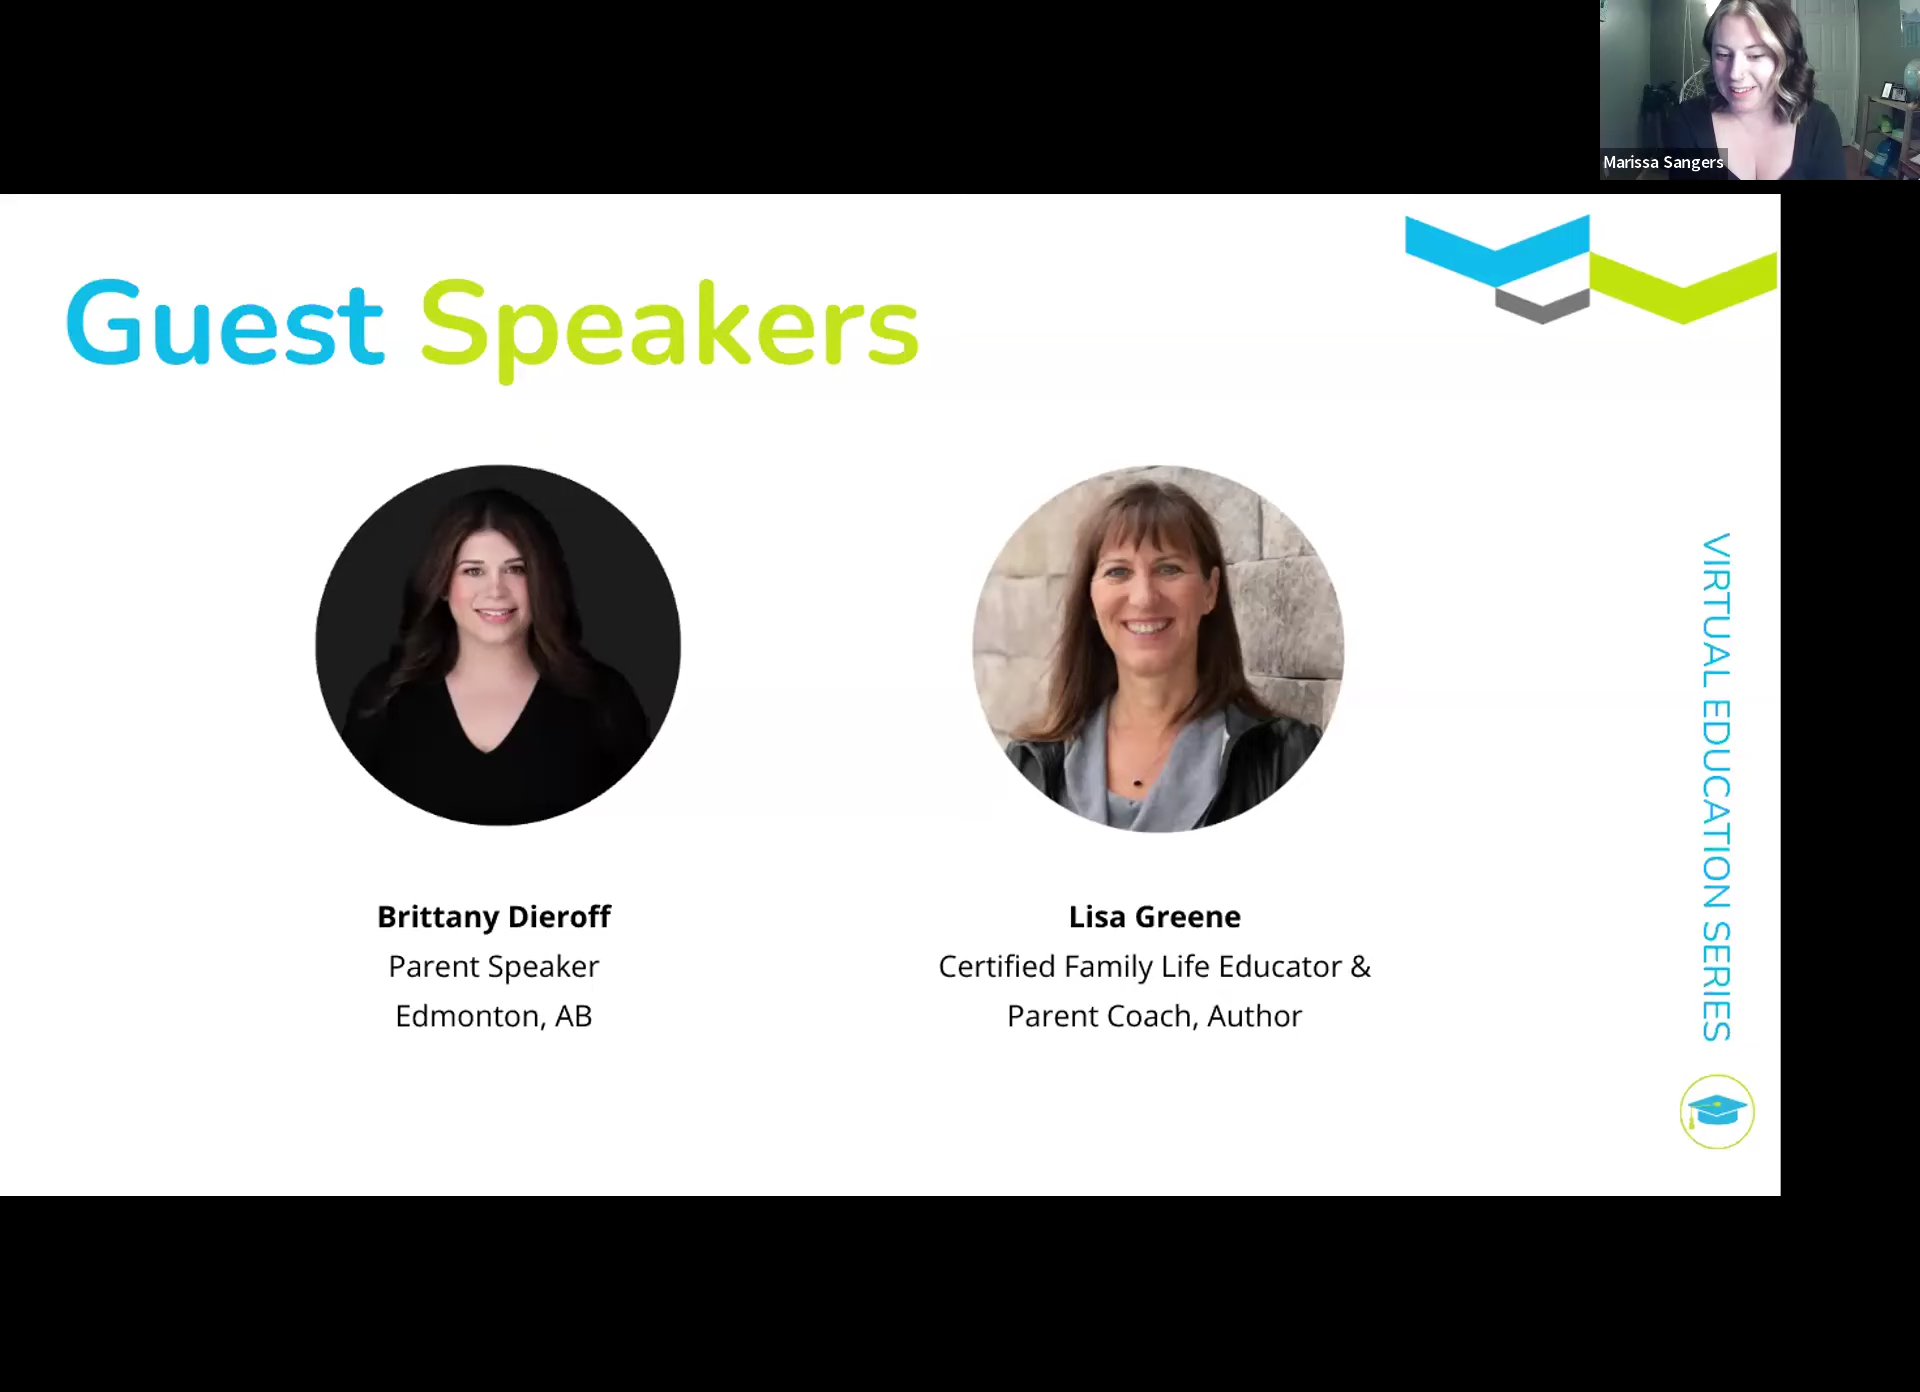 Marissa Sangers
Guest Speakers
Brittany Dieroff
Parent Speaker
Edmonton, AB
Lisa Greene
Certified Family Life Educator &
Parent Coach, Author
VIRTUAL EDUCATION SERIES